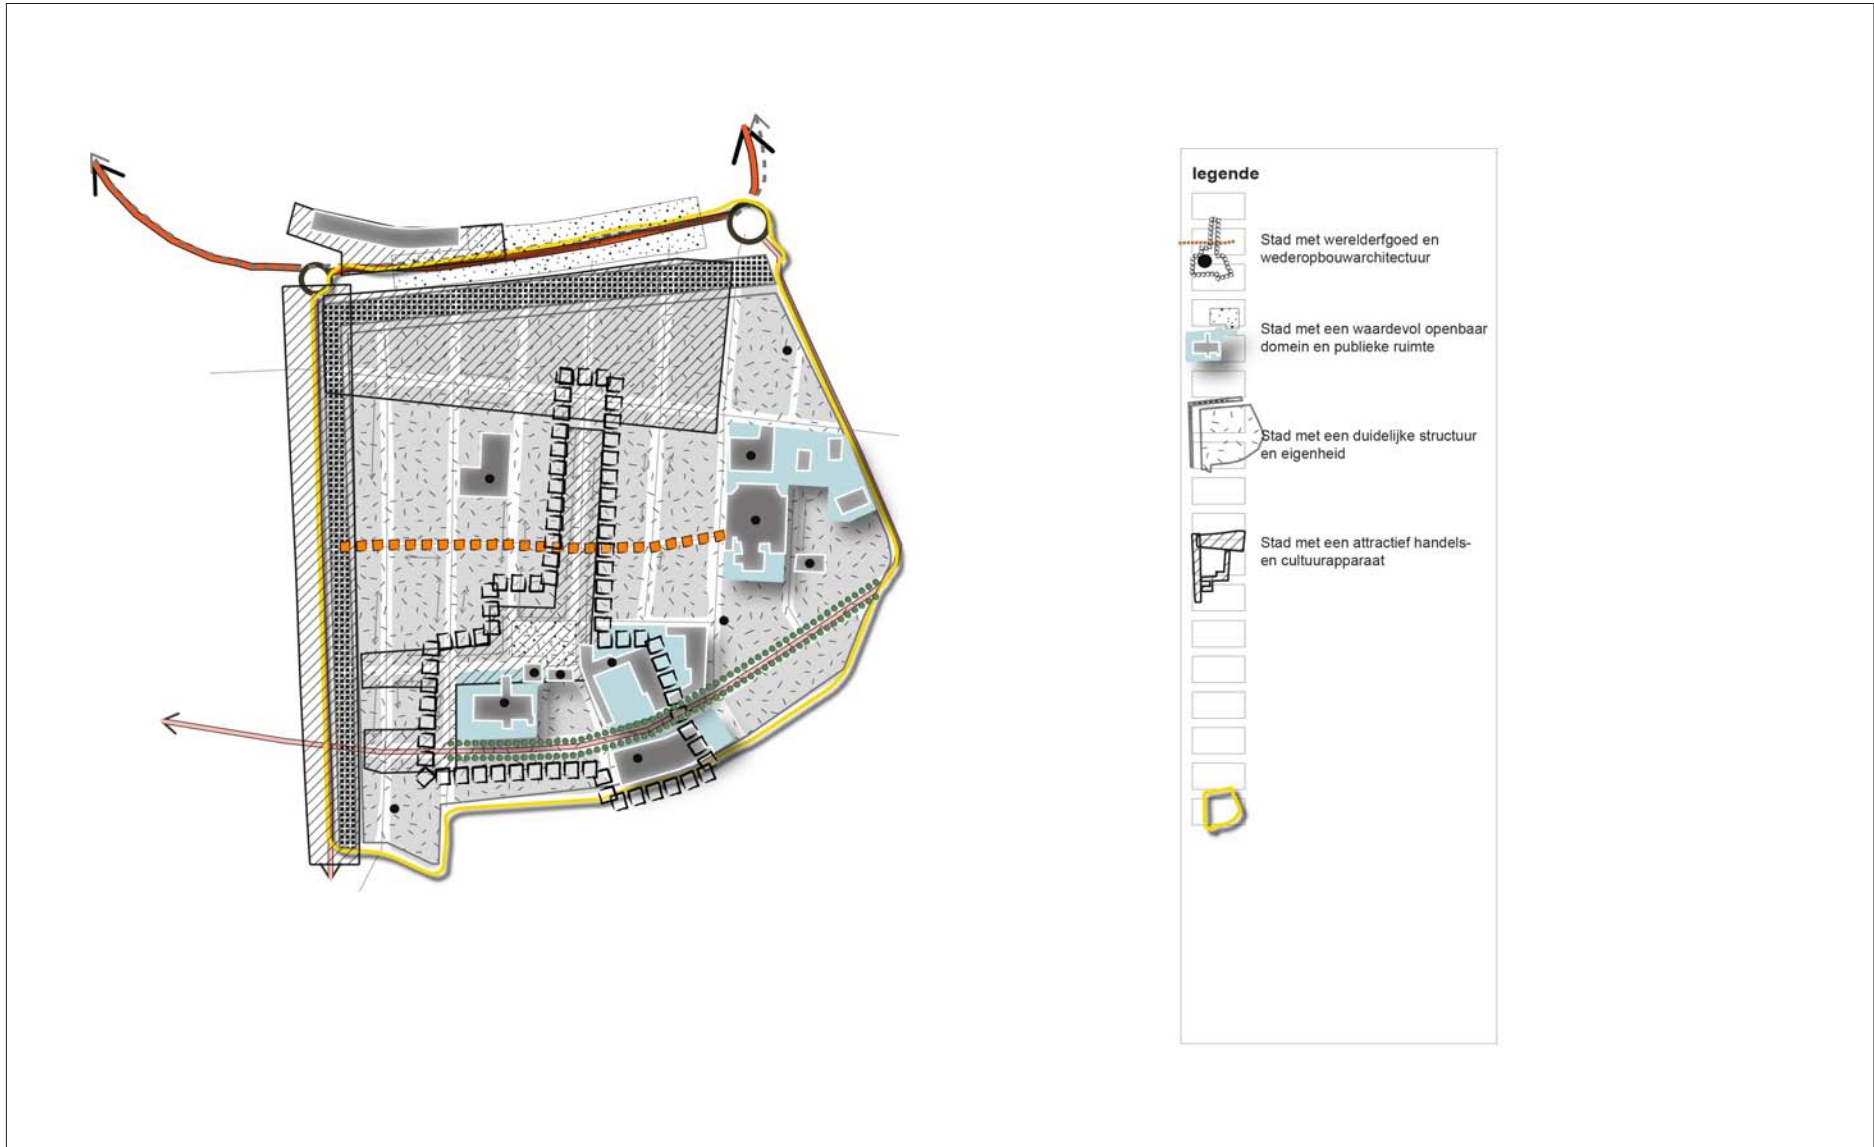 legende
Stad met werelderfgoed en
wederopbouwarchitectuur
Stad met een waardevol openbaar
domein en publieke ruimte
Stad met een duidelijke structuur
en eigenheid
Stad met een attractief handels-
en cultuurapparaat